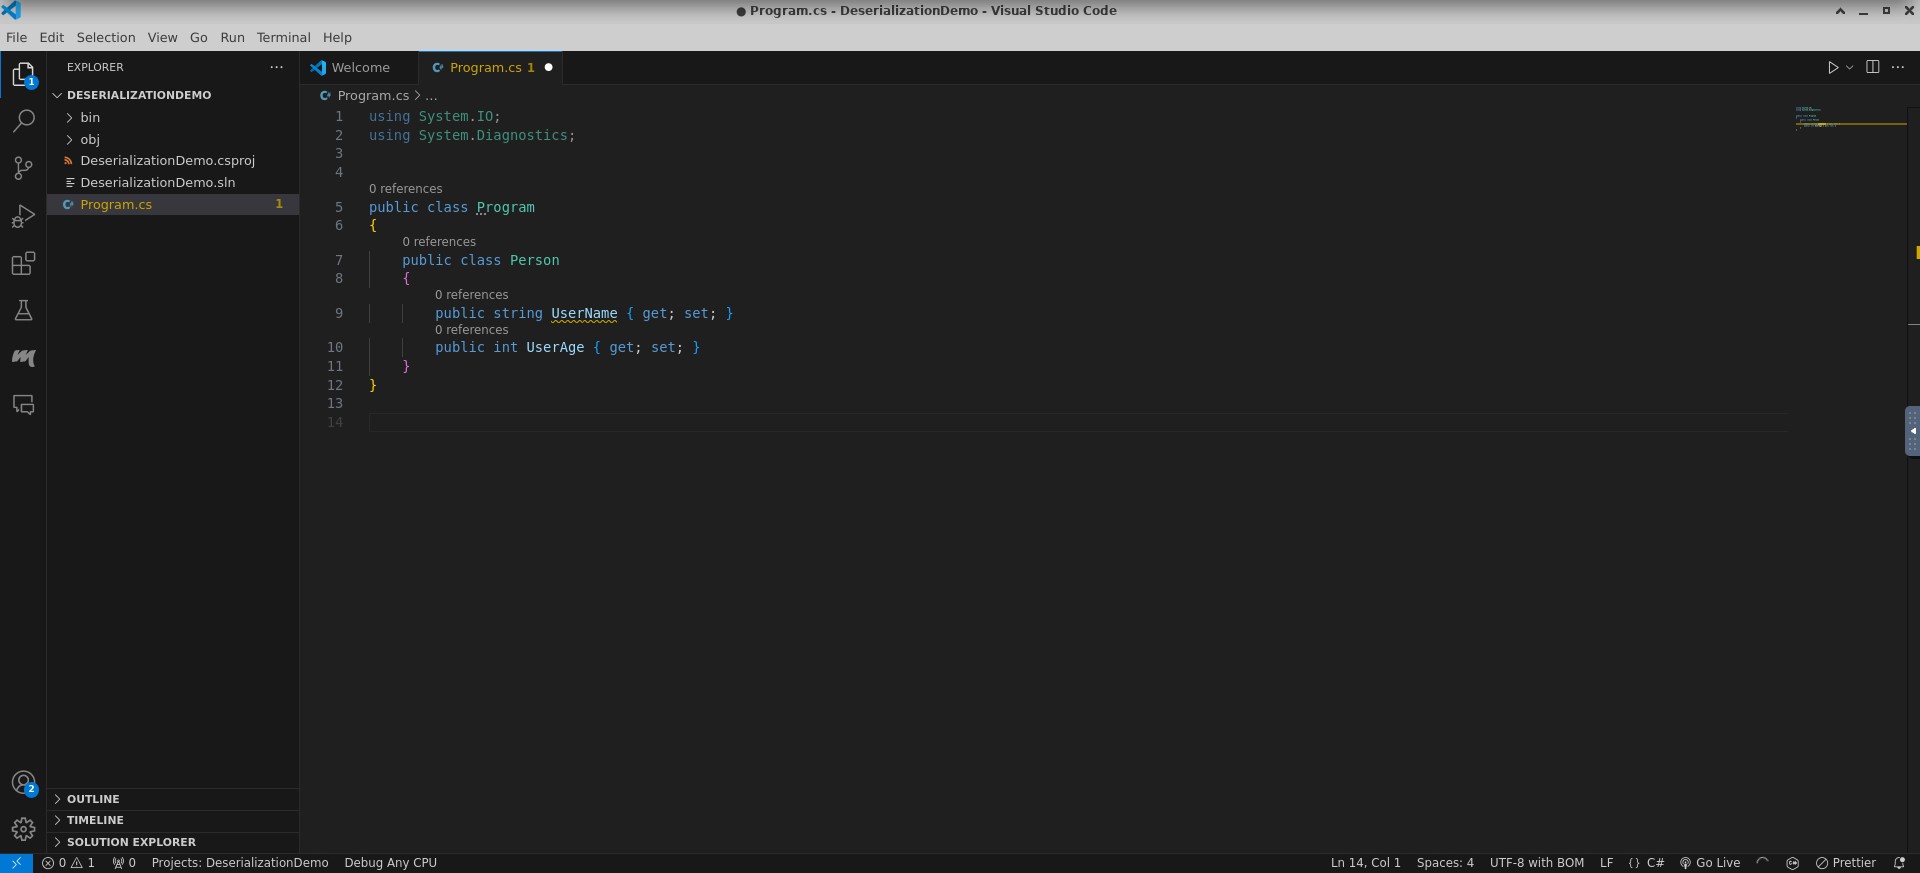 Program.cs - DeserializationDemo - Visual Studio Code
File Edit Selection View Go Run Terminal Help
EXPLORER
Welcome
Program.cs 1
DESERIALIZATIONDEMO
bin
obj
DeserializationDemo.csproj
DeserializationDemo.sln
Program.cs 1
1
Program.cs > ...
1 using System.IO;
2 using System.Diagnostics;
3
4
0 references
5 public class Program
6 {
0 references
7 public class Person
8 {
0 references
9 public string UserName { get; set; }
0 references
10 public int UserAge { get; set; }
11 }
12 }
13
14
2
OUTLINE
TIMELINE
SOLUTION EXPLORER
0 1 0 Projects: DeserializationDemo Debug Any CPU Ln 14, Col 1 Spaces: 4 UTF-8 with BOM LF {} C# Go Live Prettier